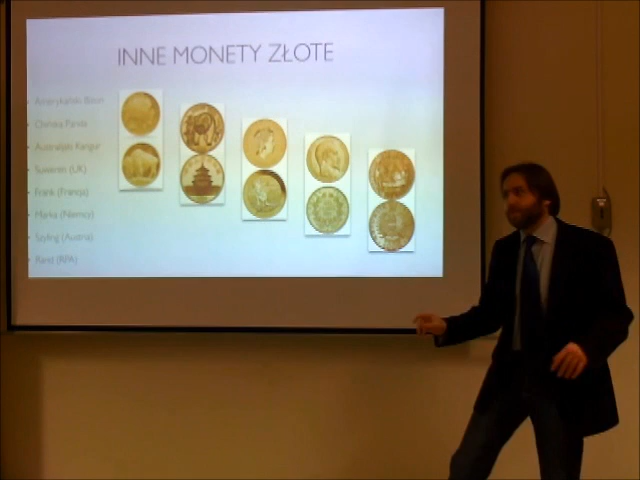 INNE MONETY ZŁOTE
Amerykański Bizon
Chińska Panda
Australijski Kangur
Suweren (UK)
Frank (Francja)
Marka (Niemcy)
Szyling (Austria)
Rand (RPA)